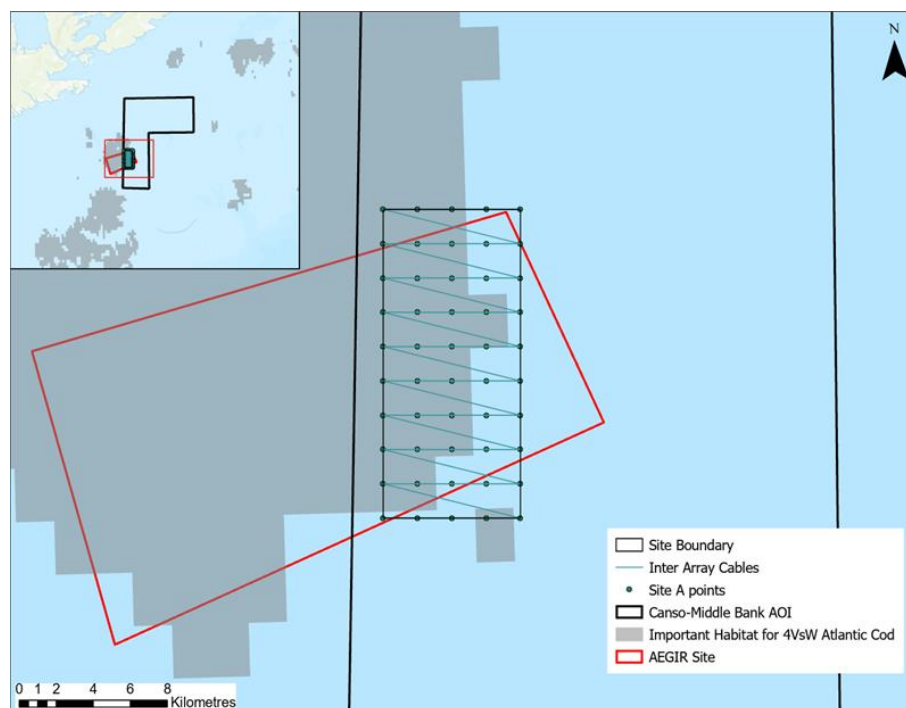 N
Site Boundary
Inter Array Cables
Site A points
Canso-Middle Bank AOI
Important Habitat for 4VsW Atlantic Cod
AEGIR Site
0 1 2 4 6 8
Kilometres